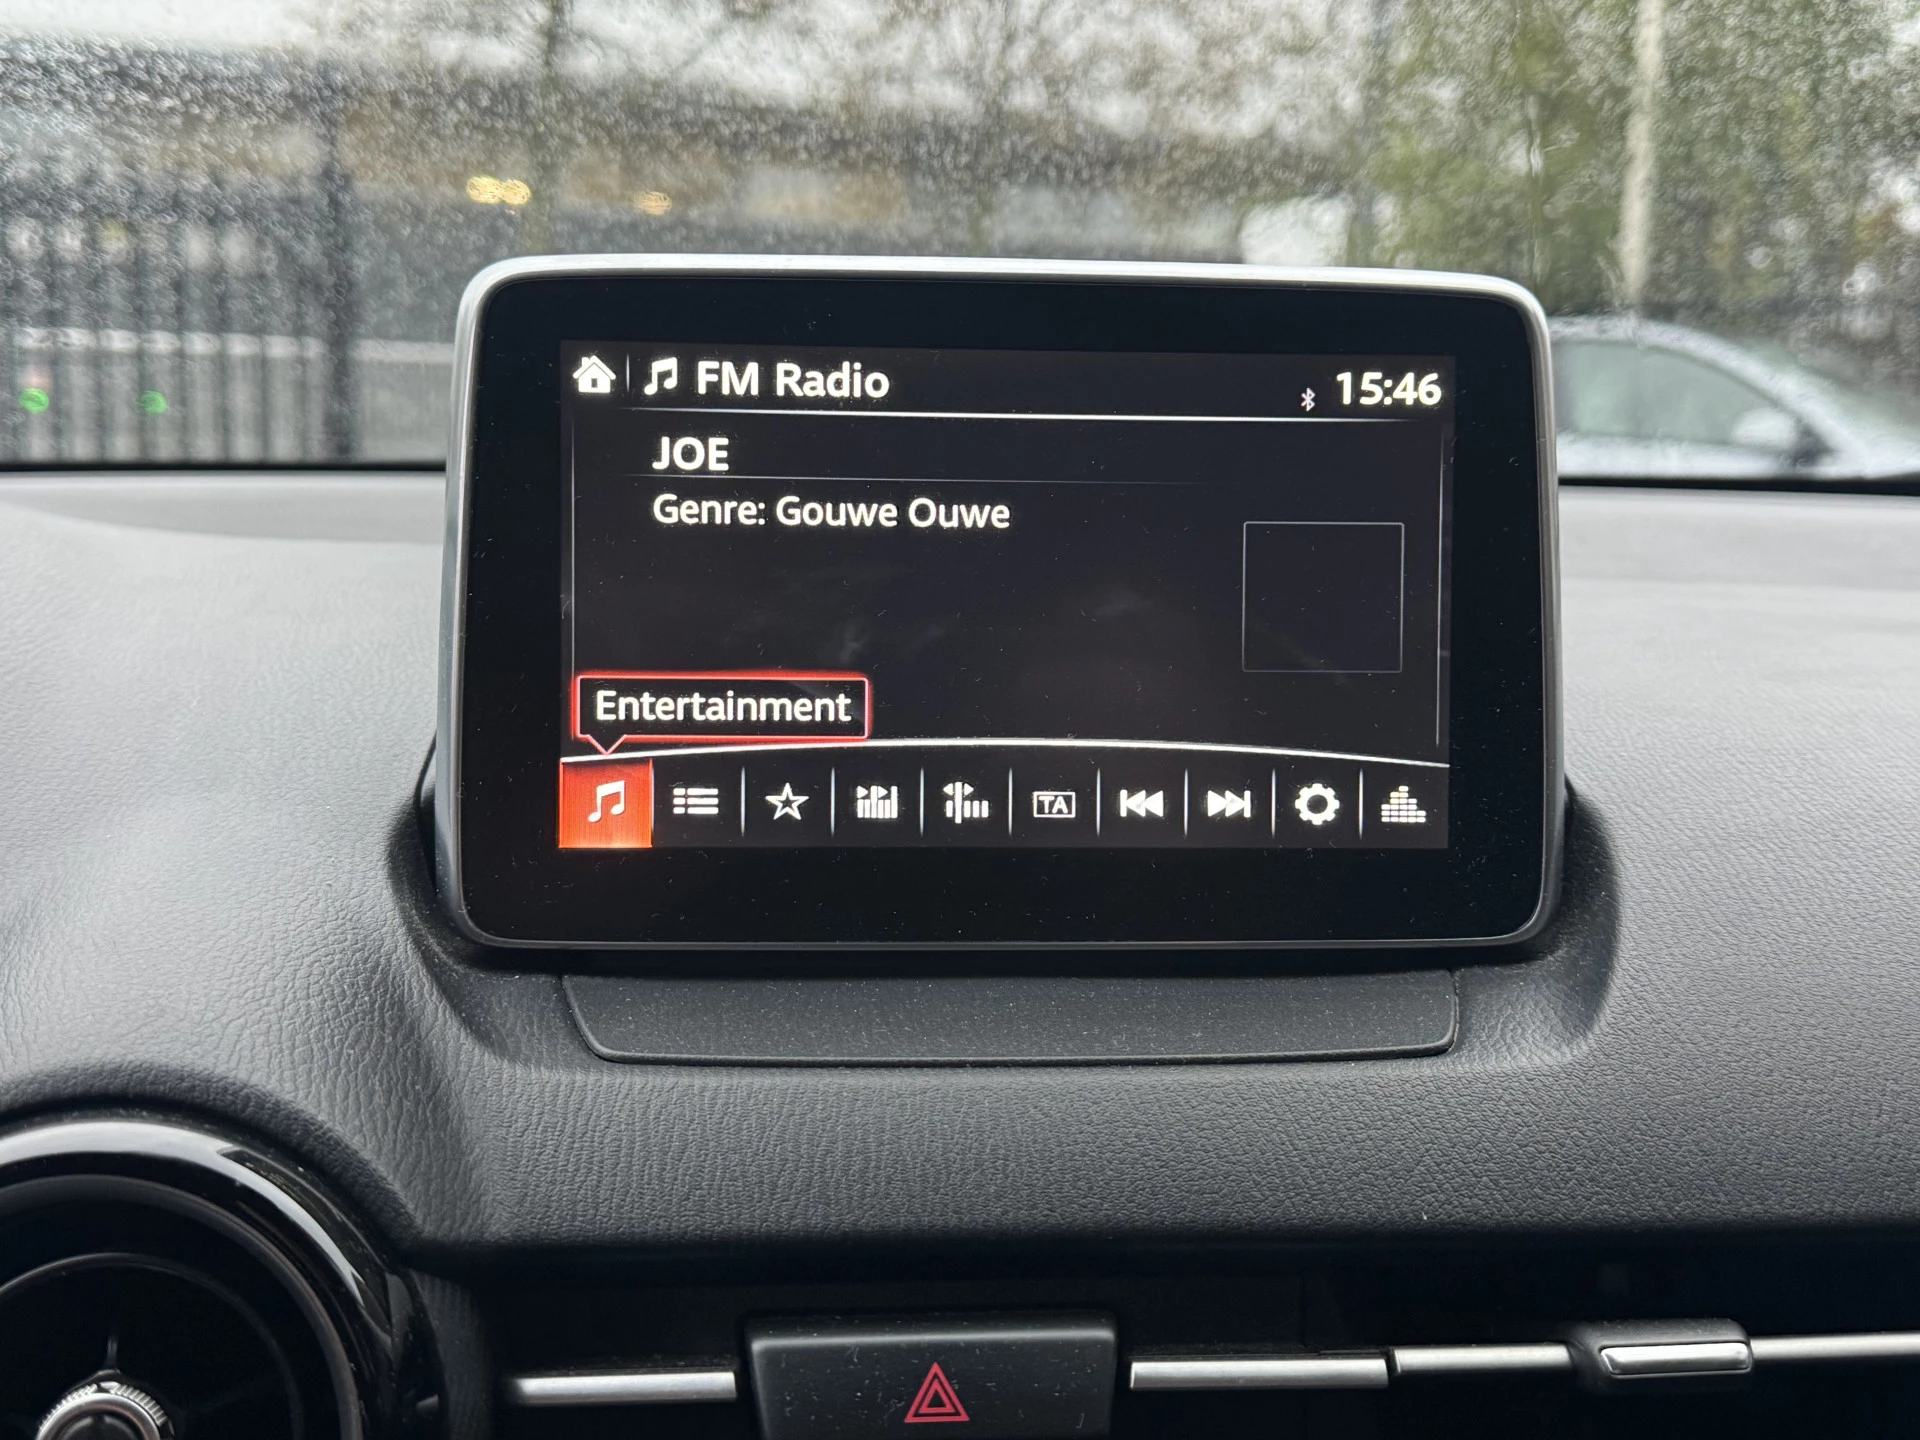 FM Radio
15:46
JOE
Genre: Gouwe Ouwe
Entertainment
TA